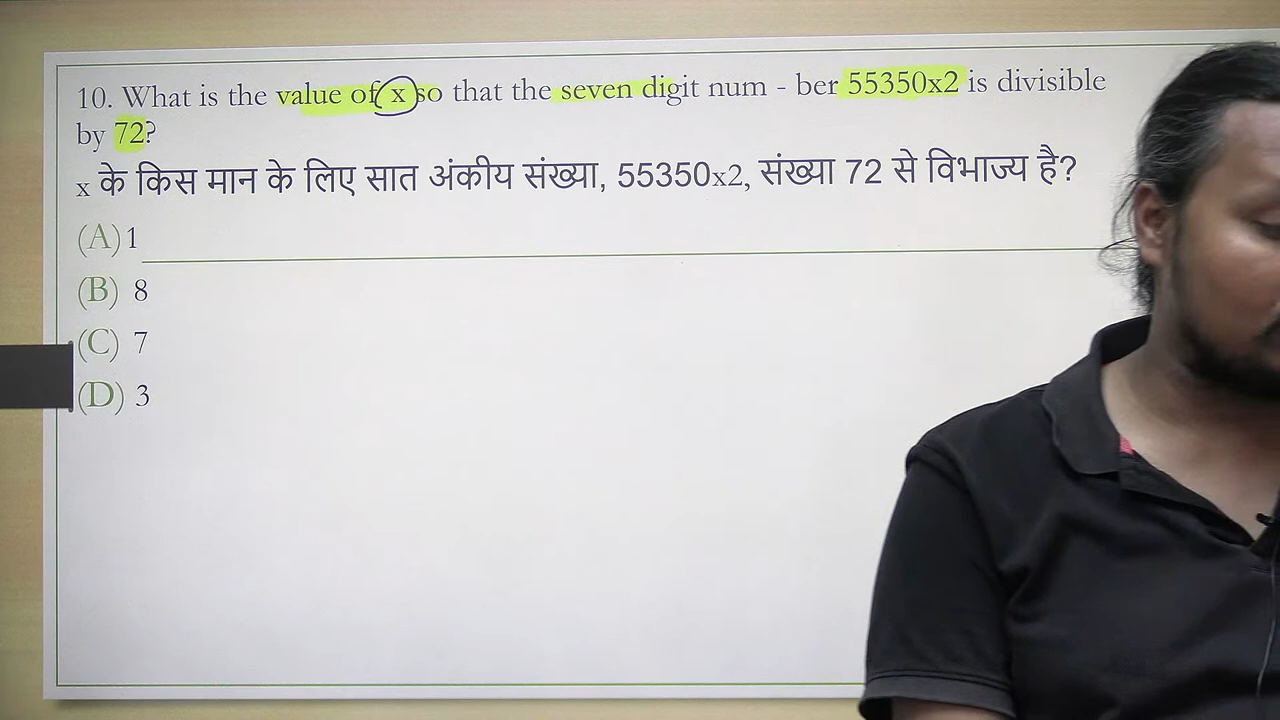 10. What is the value of x so that the seven digit num - ber 55350x2 is divisible
by 72?
x के किस मान के लिए सात अंकीय संख्या, 55350x2, संख्या 72 से विभाज्य है?
(A) 1
(B) 8
(C) 7
(D) 3